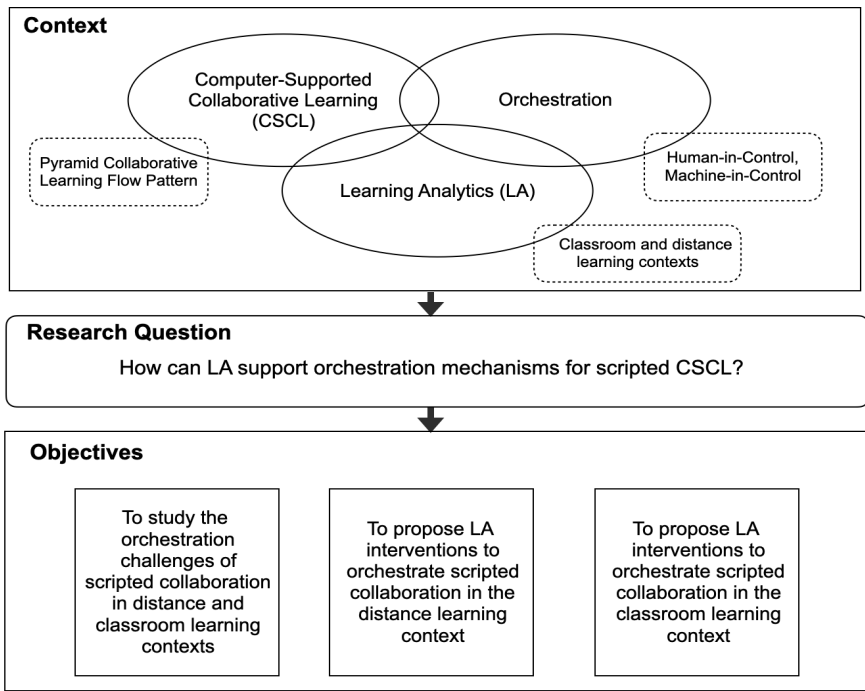 Context
Computer-Supported
Collaborative Learning
(CSCL)
Orchestration
Pyramid Collaborative
Learning Flow Pattern
Human-in-Control,
Machine-in-Control
Learning Analytics (LA)
Classroom and distance
learning contexts
Research Question
How can LA support orchestration mechanisms for scripted CSCL?
Objectives
To study the
orchestration
challenges of
scripted collaboration
in distance and
classroom learning
contexts
To propose LA
interventions to
orchestrate scripted
collaboration in the
distance learning
context
To propose LA
interventions to
orchestrate scripted
collaboration in the
classroom learning
context